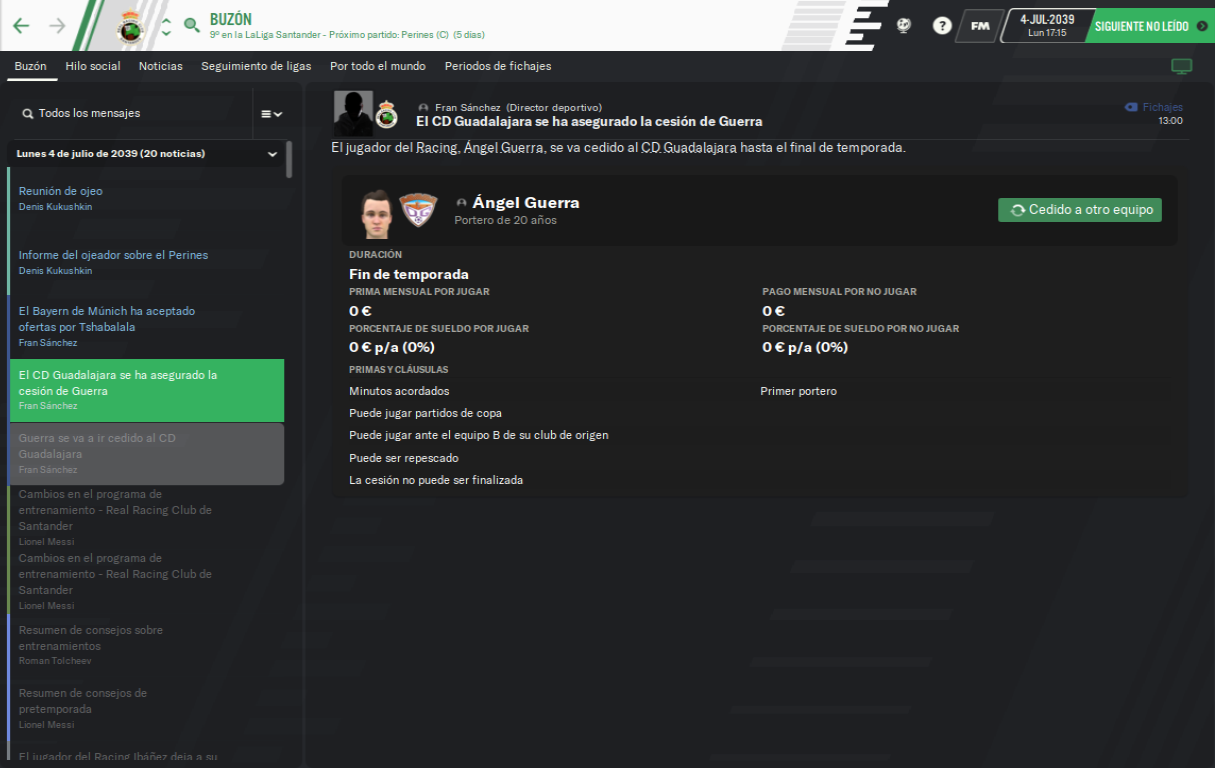 BUZÓN
9º en la LaLiga Santander - Próximo partido: Perines (C) (5 días)
?
FM
4-JUL-2039
Lun 17:15
SIGUIENTE NO LEÍDO
Buzón
Hilo social
Noticias
Seguimiento de ligas
Por todo el mundo
Periodos de fichajes
Todos los mensajes
Lunes 4 de julio de 2039 (20 noticias)
Reunión de ojeo
Denis Kukushkin
Informe del ojeador sobre el Perines
Denis Kukushkin
El Bayern de Múnich ha aceptado
ofertas por Tshabalala
Fran Sánchez
El CD Guadalajara se ha asegurado la
cesión de Guerra
Fran Sánchez
Guerra se va a ir cedido al CD
Guadalajara
Fran Sánchez
Cambios en el programa de
entrenamiento - Real Racing Club de
Santander
Lionel Messi
Cambios en el programa de
entrenamiento - Real Racing Club de
Santander
Lionel Messi
Resumen de consejos sobre
entrenamientos
Roman Tolcheev
Resumen de consejos de
pretemporada
Lionel Messi
El jugador del Racing Ibáñez deja a su
Fran Sánchez (Director deportivo)
El CD Guadalajara se ha asegurado la cesión de Guerra
Fichajes
13:00
El jugador del Racing, Ángel Guerra, se va cedido al CD Guadalajara hasta el final de temporada.
Ángel Guerra
Portero de 20 años
Cedido a otro equipo
DURACIÓN
Fin de temporada
PRIMA MENSUAL POR JUGAR
PAGO MENSUAL POR NO JUGAR
0 €
0 €
PORCENTAJE DE SUELDO POR JUGAR
PORCENTAJE DE SUELDO POR NO JUGAR
0 € p/a (0%)
0 € p/a (0%)
PRIMAS Y CLÁUSULAS
Minutos acordados
Primer portero
Puede jugar partidos de copa
Puede jugar ante el equipo B de su club de origen
Puede ser repescado
La cesión no puede ser finalizada